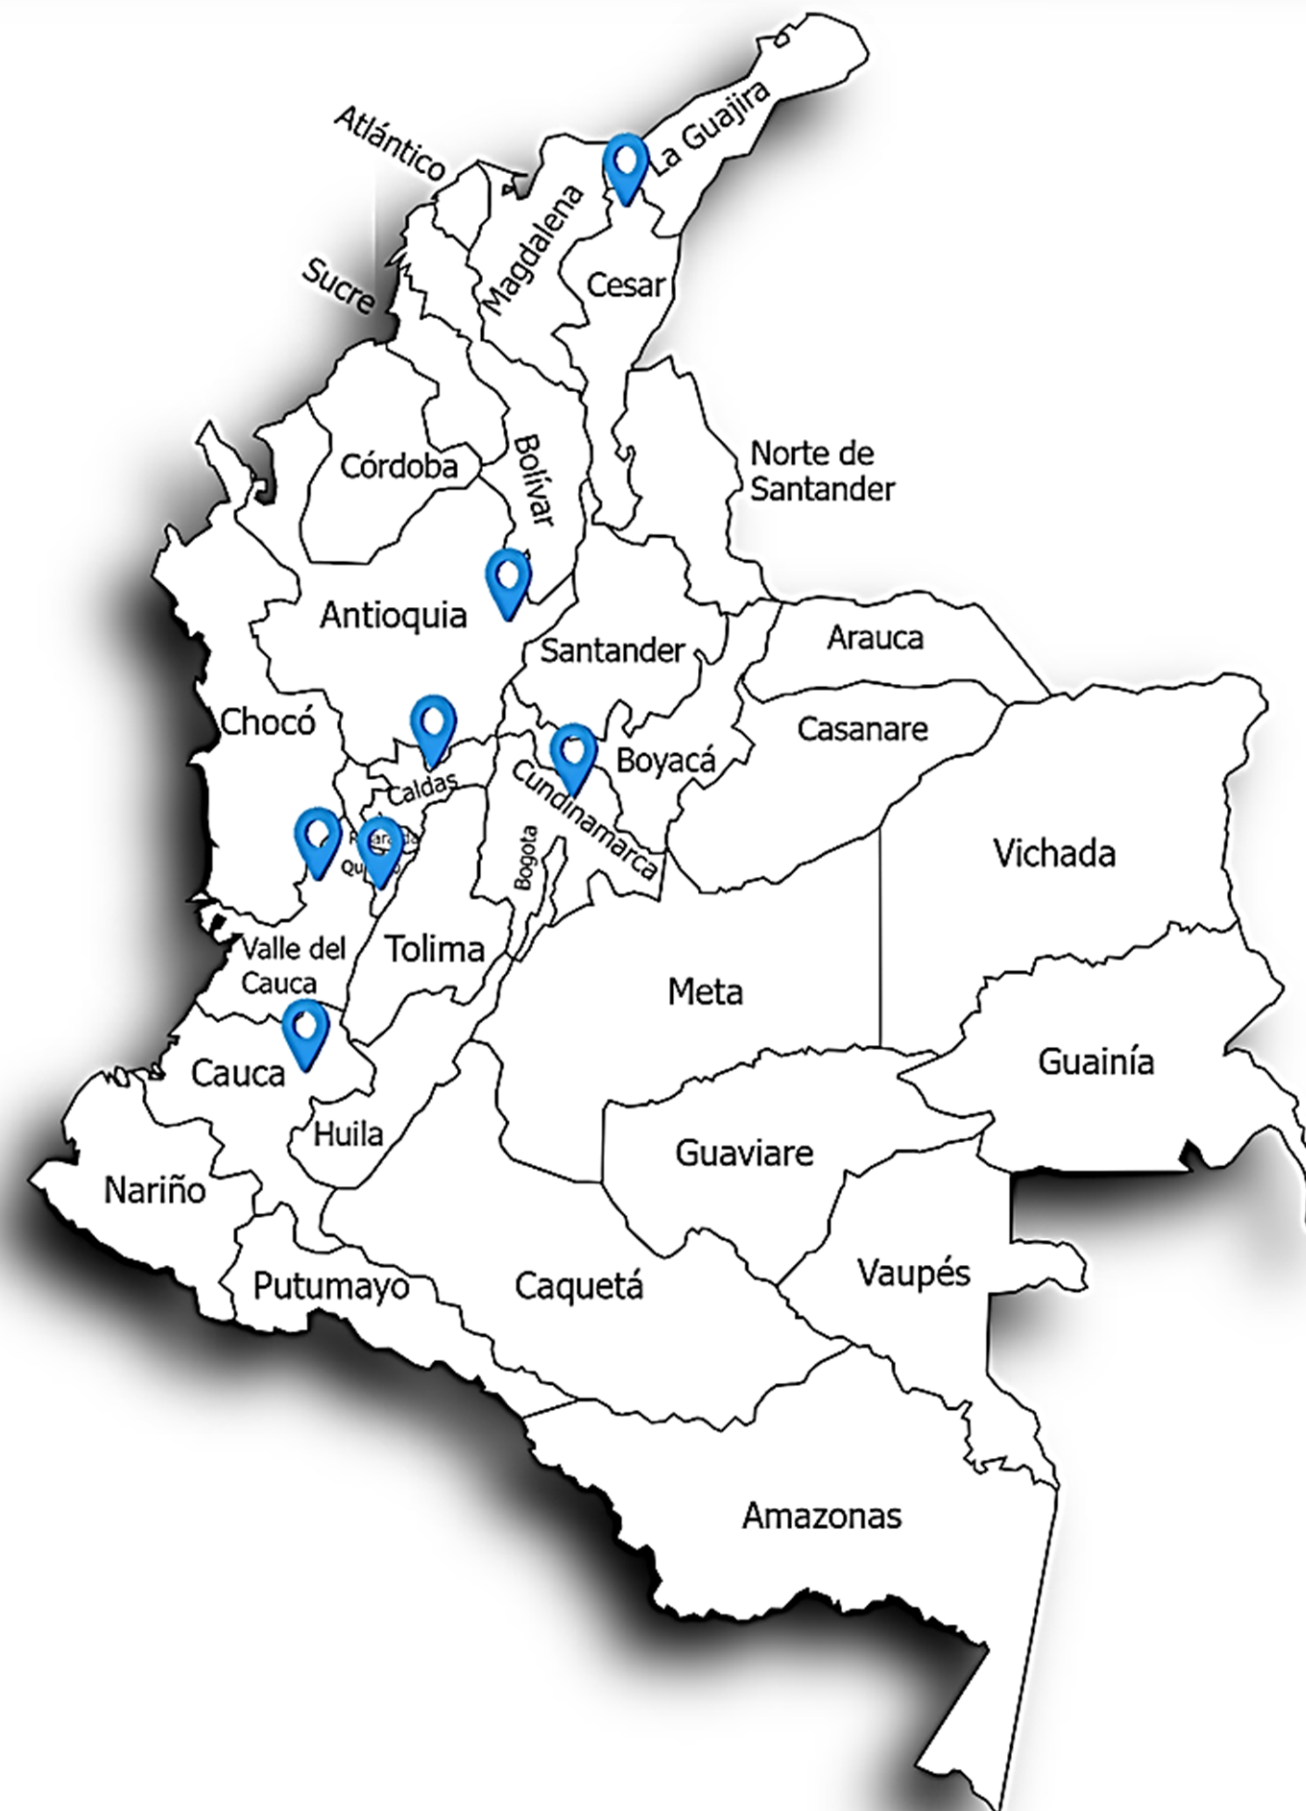 La Guajira
Atlántico
Magdalena
Sucre
Cesar
Córdoba
Bolívar
Norte de
Santander
Antioquia
Santander
Arauca
Chocó
Casanare
Boyacá
Caldas
Cundinamarca
Bogota
Vichada
Valle del
Cauca
Tolima
Meta
Guainía
Cauca
Huila
Guaviare
Nariño
Vaupés
Putumayo
Caquetá
Amazonas